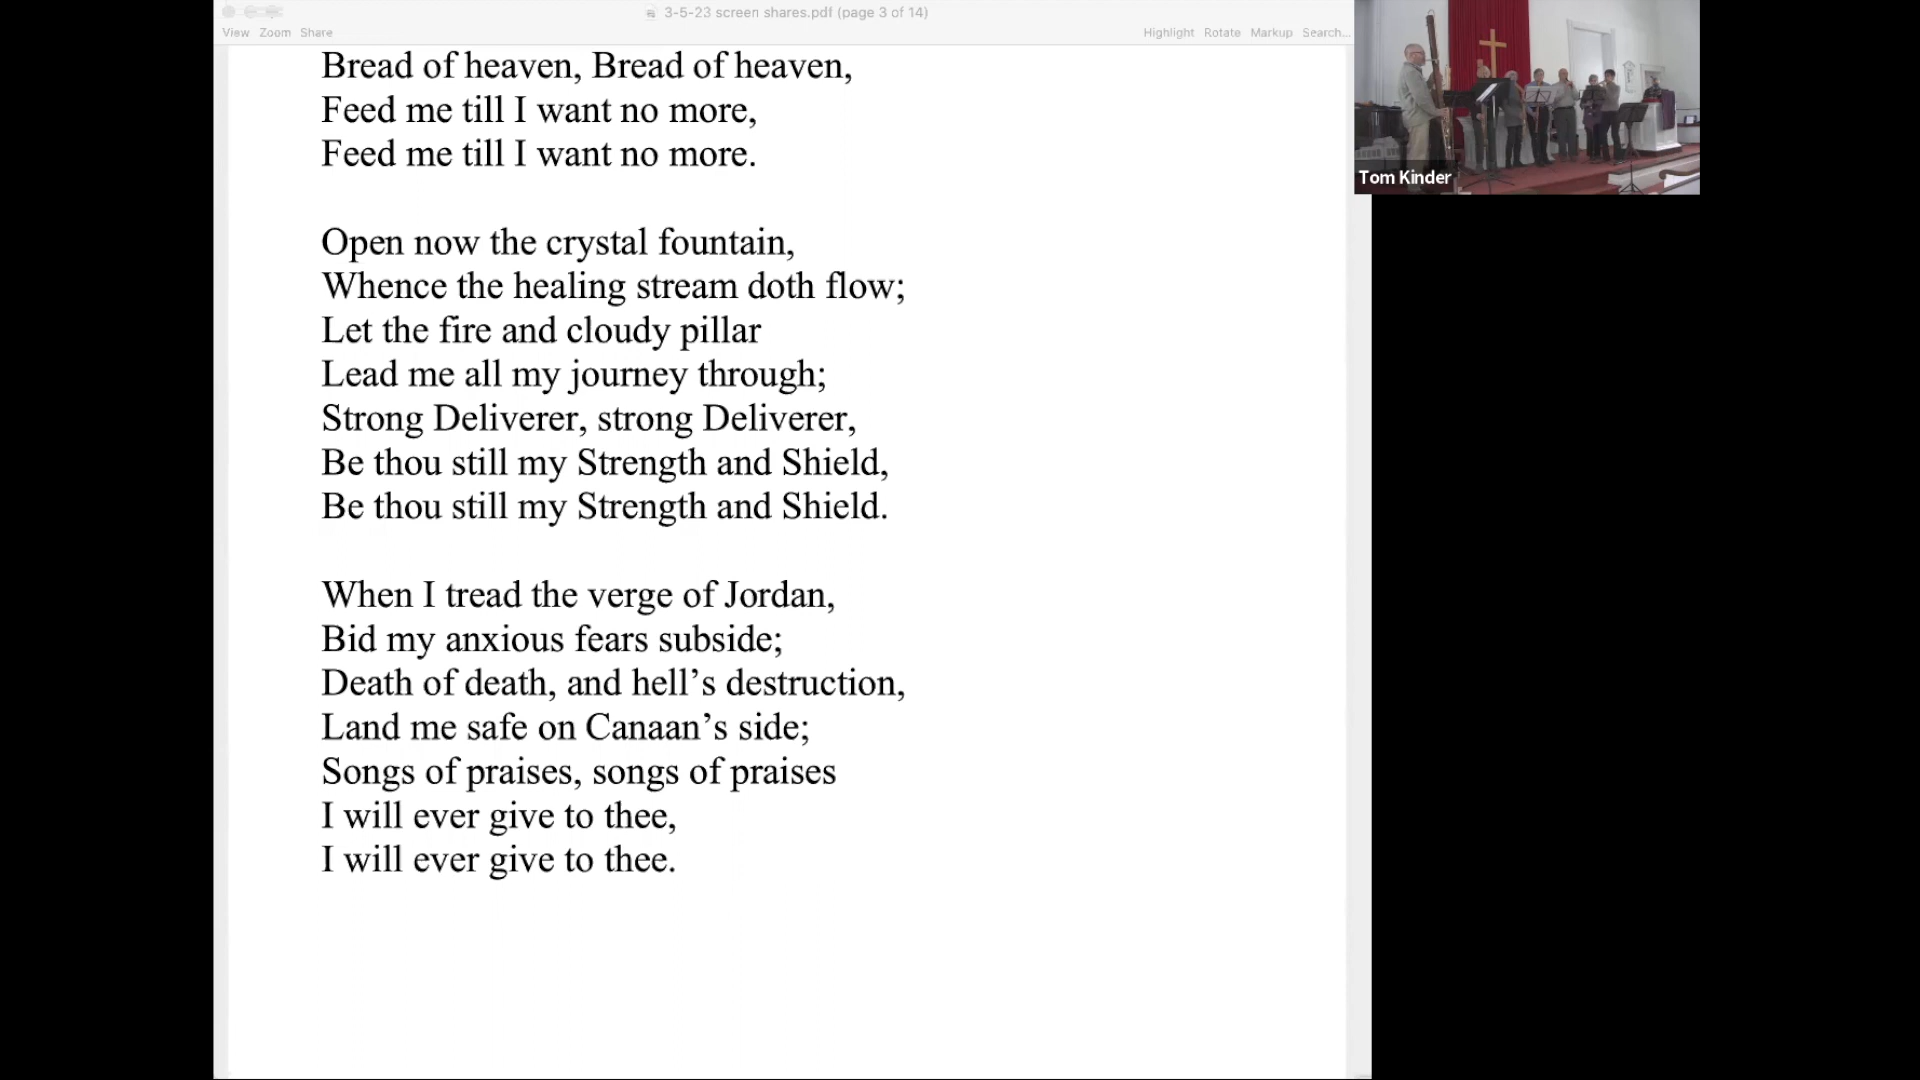 3-5-23 screen shares.pdf (page 3 of 14)
View Zoom Share Highlight Rotate Markup Search...
Bread of heaven, Bread of heaven,
Feed me till I want no more,
Feed me till I want no more.
Open now the crystal fountain,
Whence the healing stream doth flow;
Let the fire and cloudy pillar
Lead me all my journey through;
Strong Deliverer, strong Deliverer,
Be thou still my Strength and Shield,
Be thou still my Strength and Shield.
When I tread the verge of Jordan,
Bid my anxious fears subside;
Death of death, and hell’s destruction,
Land me safe on Canaan’s side;
Songs of praises, songs of praises
I will ever give to thee,
I will ever give to thee.
Tom Kinder